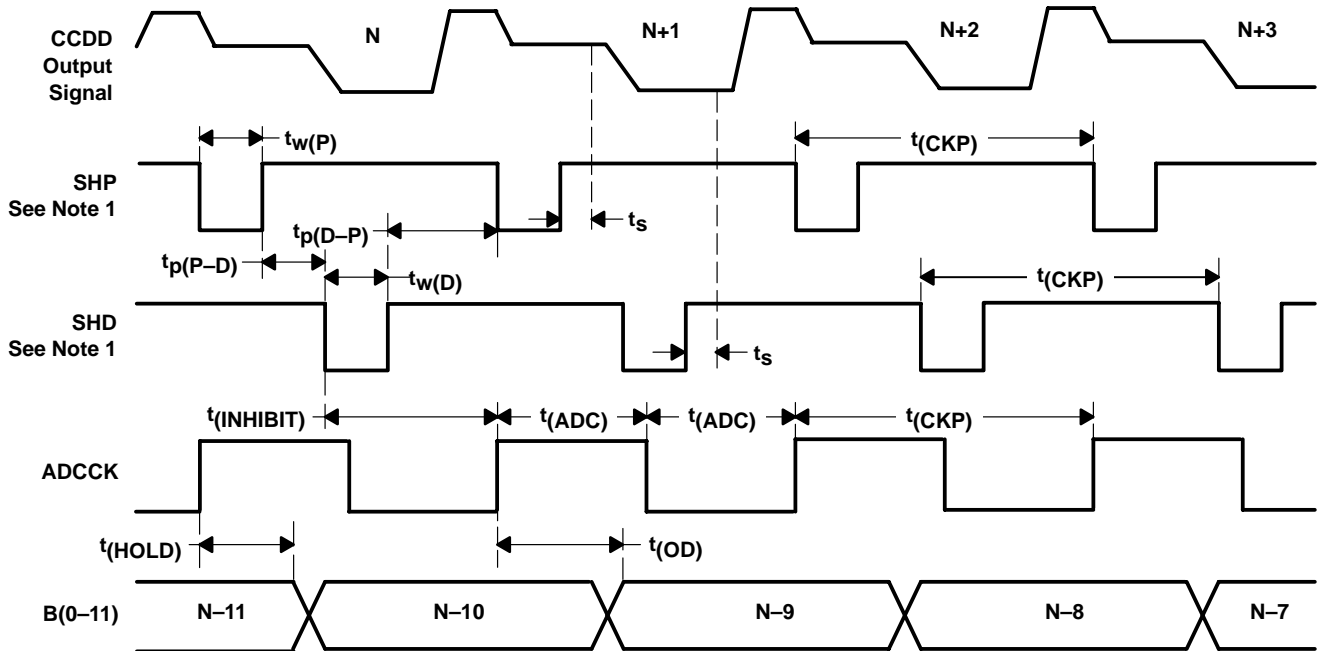 CCDD
Output
Signal
N
N+1
N+2
N+3
tw(P)
t(CKP)
SHP
See Note 1
tS
tp(D–P)
tp(P–D)
tw(D)
t(CKP)
SHD
See Note 1
tS
t(INHIBIT)
t(ADC)
t(ADC)
t(CKP)
ADCCK
t(HOLD)
t(OD)
B(0–11)
N–11
N–10
N–9
N–8
N–7